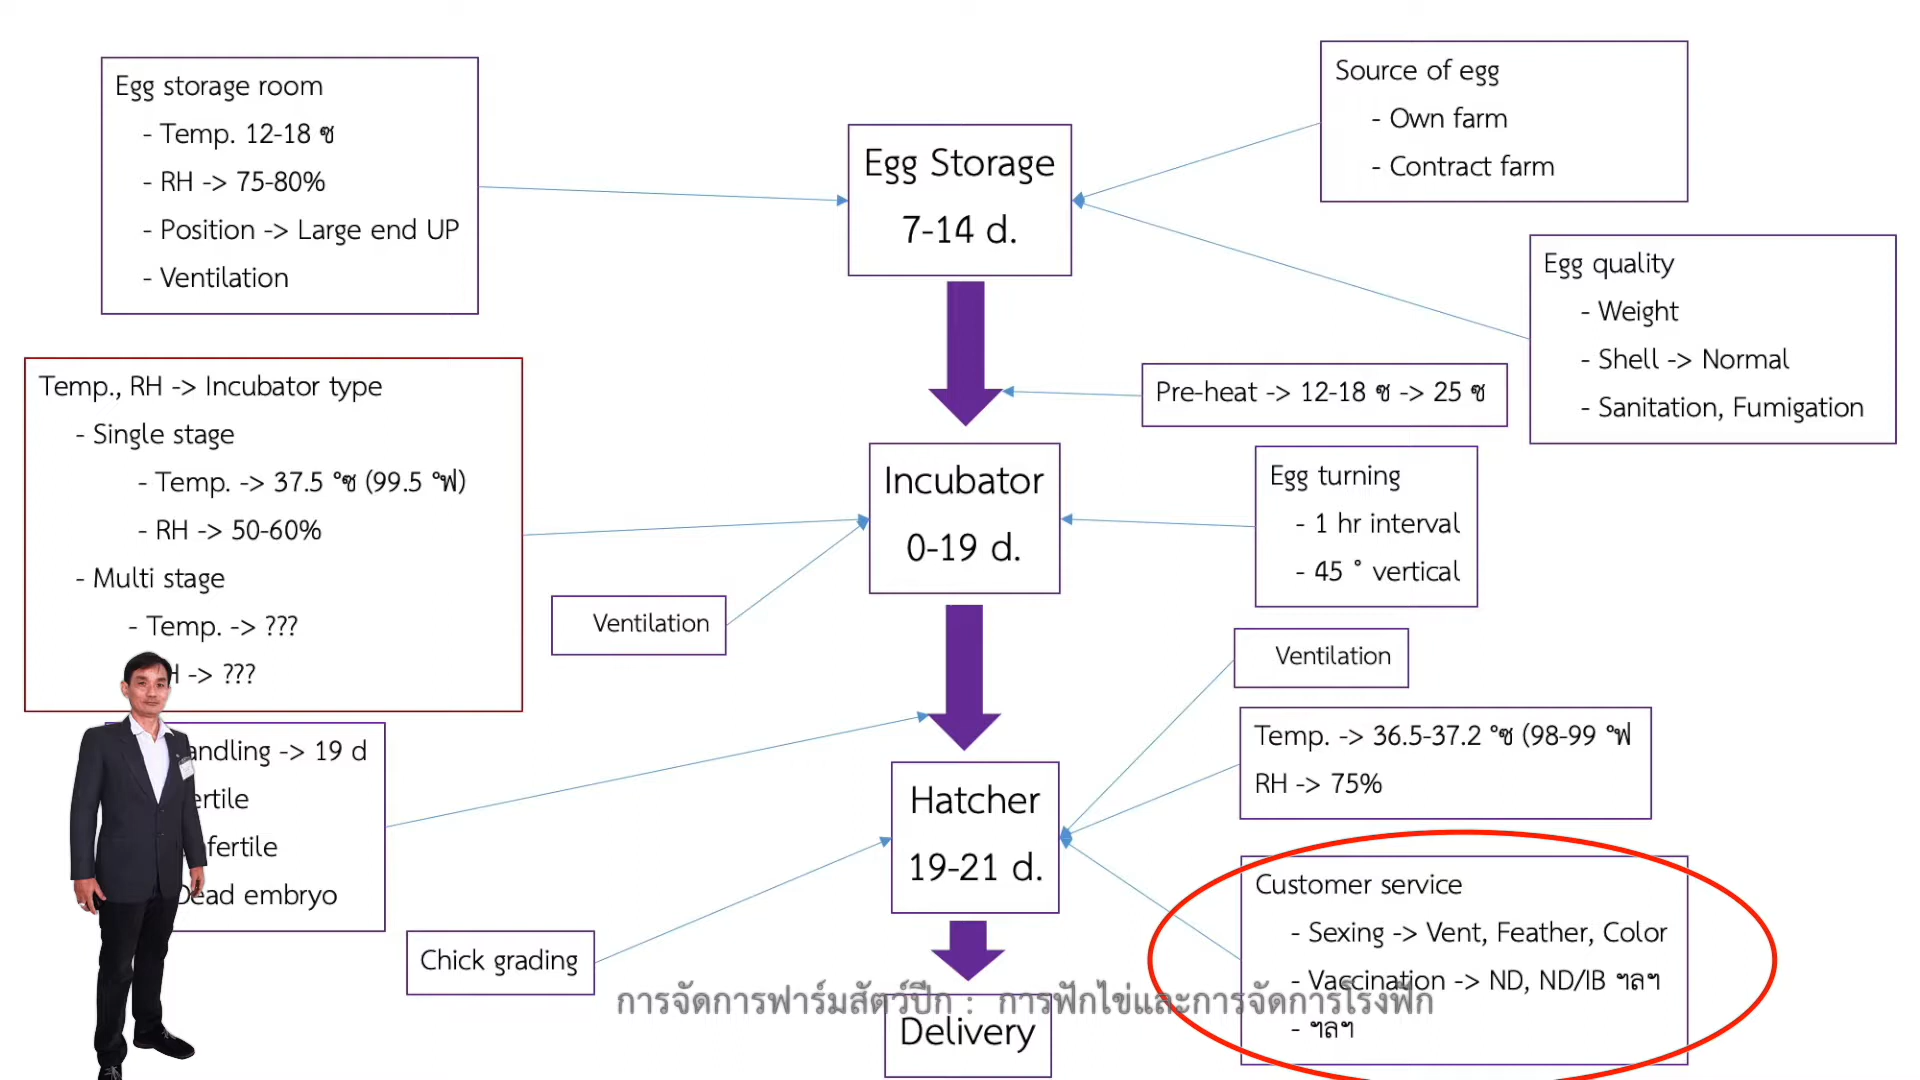 Egg storage room
- Temp. 12-18 ซ
- RH -> 75-80%
- Position -> Large end UP
- Ventilation
Egg Storage
7-14 d.
Source of egg
- Own farm
- Contract farm
Egg quality
- Weight
- Shell -> Normal
- Sanitation, Fumigation
Pre-heat -> 12-18 ซ -> 25 ซ
Temp., RH -> Incubator type
- Single stage
- Temp. -> 37.5 °ซ (99.5 °ฟ)
- RH -> 50-60%
- Multi stage
- Temp. -> ???
H -> ???
Incubator
0-19 d.
Egg turning
- 1 hr interval
- 45 ° vertical
Ventilation
Ventilation
andling -> 19 d
ertile
fertile
Dead embryo
Hatcher
19-21 d.
Temp. -> 36.5-37.2 °ซ (98-99 °ฟ
RH -> 75%
Chick grading
Customer service
- Sexing -> Vent, Feather, Color
- Vaccination -> ND, ND/IB ฯลฯ
- ฯลฯ
การจัดการฟาร์มสัตว์ปีก : การฟักไข่และการจัดการโรงฟัก
Delivery